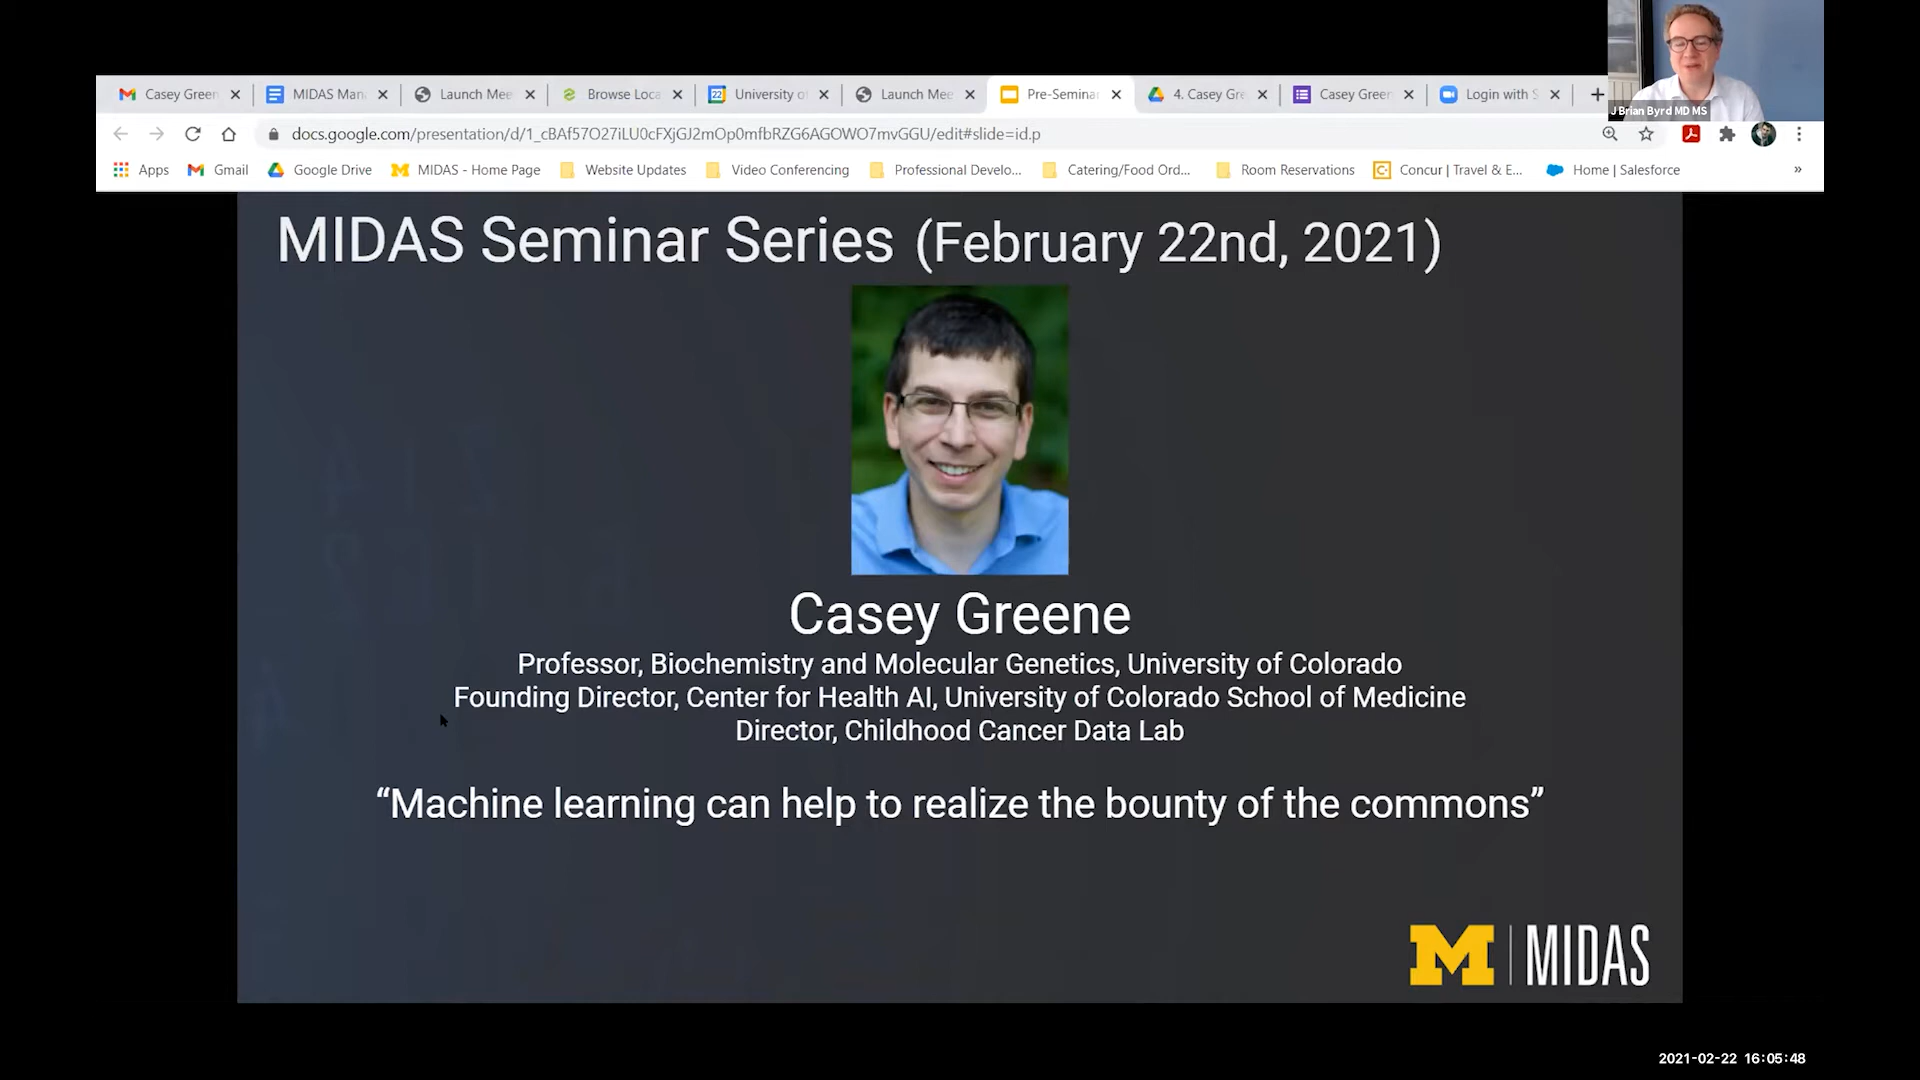 Casey Green
MIDAS Man
Launch Mee
Browse Loca
University of
Launch Mee
Pre-Seminar
4. Casey Gre
Casey Green
Login with S
J Brian Byrd MD MS
docs.google.com/presentation/d/1_cBAf57O27iLU0cFXjGJ2mOp0mfbRZG6AGOWO7mvGGU/edit#slide=id.p
Apps
Gmail
Google Drive
MIDAS - Home Page
Website Updates
Video Conferencing
Professional Develo...
Catering/Food Ord...
Room Reservations
Concur | Travel & E...
Home | Salesforce
»
MIDAS Seminar Series (February 22nd, 2021)
Casey Greene
Professor, Biochemistry and Molecular Genetics, University of Colorado
Founding Director, Center for Health AI, University of Colorado School of Medicine
Director, Childhood Cancer Data Lab
“Machine learning can help to realize the bounty of the commons”
M | MIDAS
2021-02-22 16:05:48